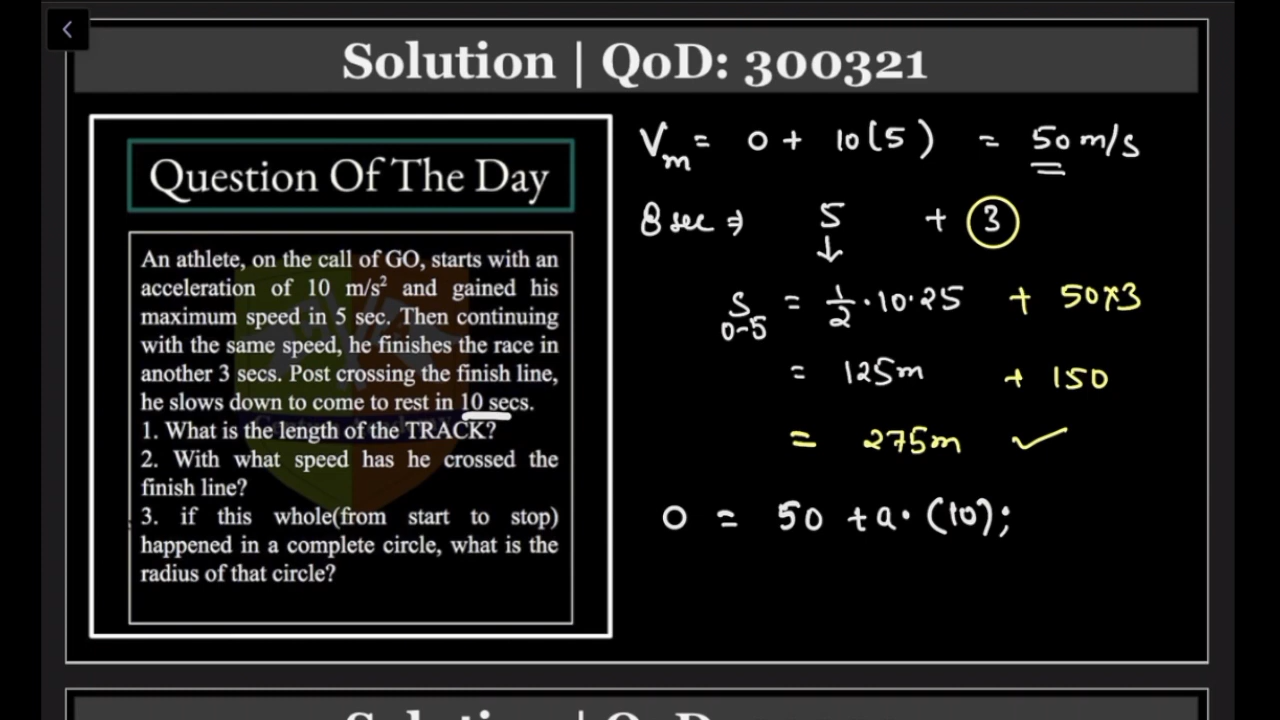 Solution | QoD: 300321
Question Of The Day
An athlete, on the call of GO, starts with an
acceleration of 10 m/s² and gained his
maximum speed in 5 sec. Then continuing
with the same speed, he finishes the race in
another 3 secs. Post crossing the finish line,
he slows down to come to rest in 10 secs.
1. What is the length of the TRACK?
2. With what speed has he crossed the
finish line?
3. if this whole(from start to stop)
happened in a complete circle, what is the
radius of that circle?
Vm = 0 + 10(5) = 50 m/s
8 sec ⇒ 5 + 3
↓
S0-5 = 1/2 · 10 · 25 + 50×3
= 125m + 150
= 275m ✓
0 = 50 + a · (10);